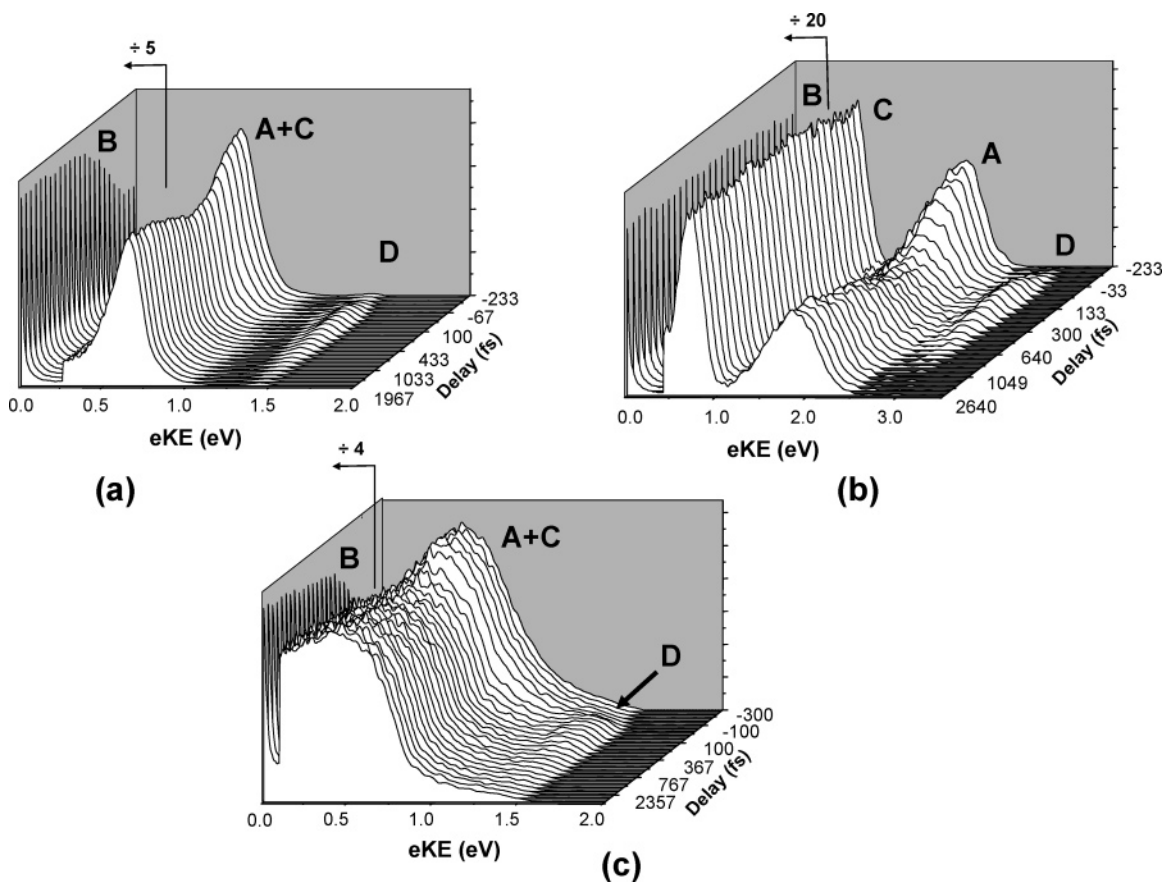 ÷ 5
B
A+C
D
-233
-67
100
433
1033
1967
Delay (fs)
0.0 0.5 1.0 1.5 2.0
eKE (eV)
(a)
÷ 20
B
C
A
D
-233
-33
133
300
640
1049
2640
Delay (fs)
0.0 1.0 2.0 3.0
eKE (eV)
(b)
÷ 4
B
A+C
D
-300
-100
100
367
767
2357
Delay (fs)
0.0 0.5 1.0 1.5 2.0
eKE (eV)
(c)